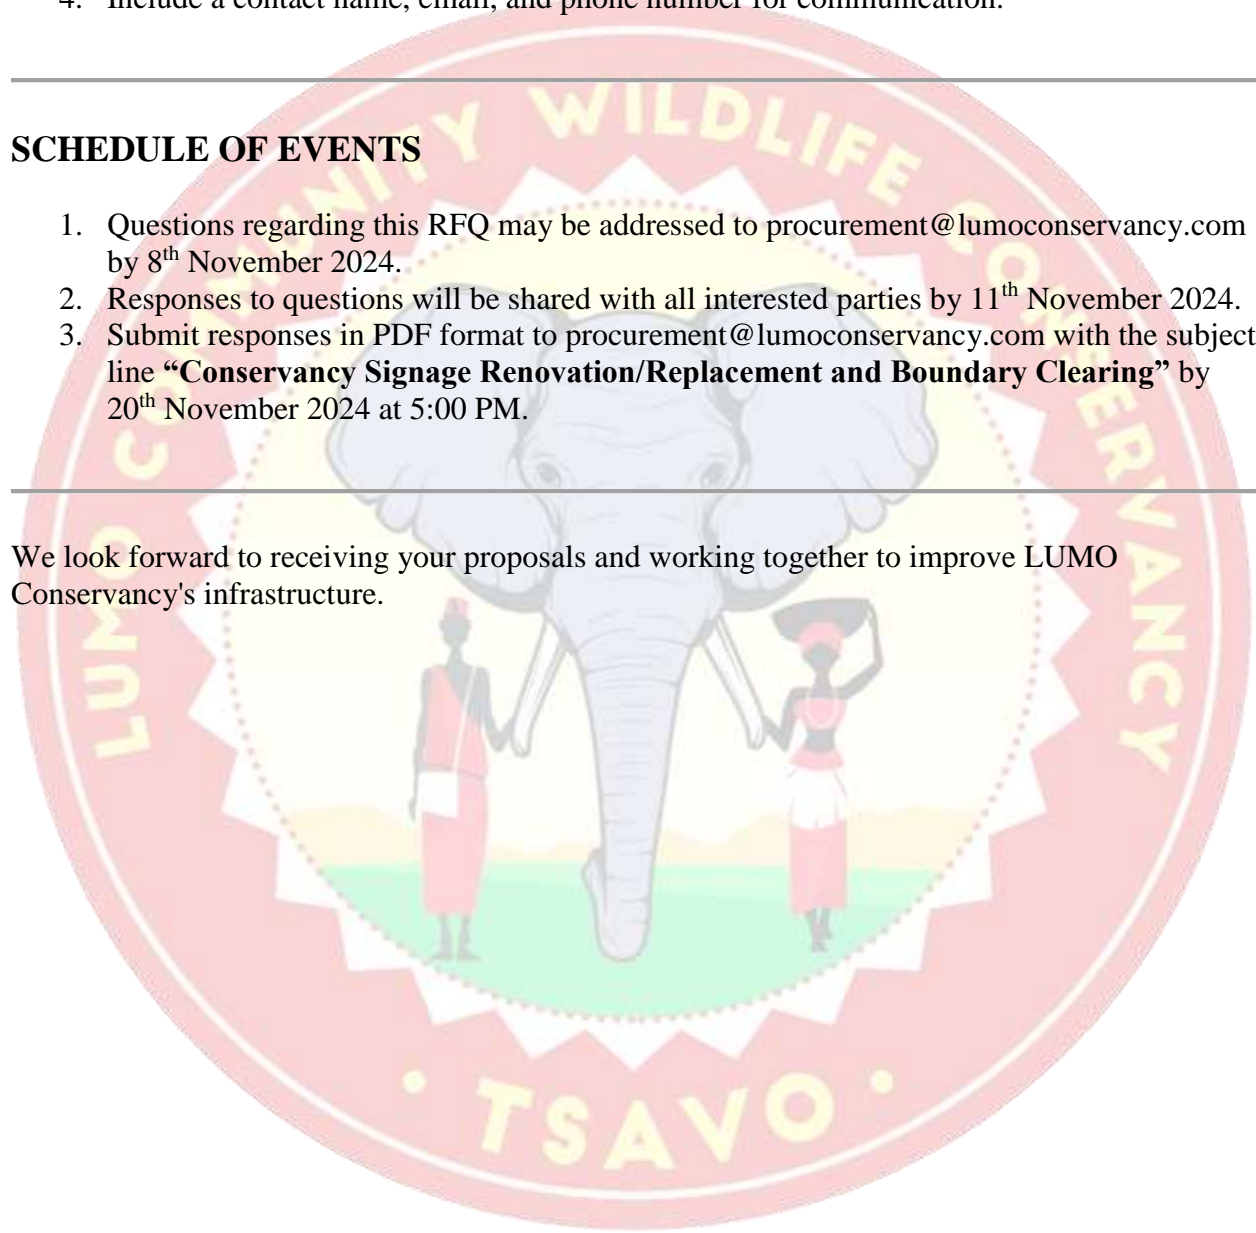 4. Include a contact name, email, and phone number for communication.
SCHEDULE OF EVENTS
1. Questions regarding this RFQ may be addressed to procurement@lumoconservancy.com
by 8th November 2024.
2. Responses to questions will be shared with all interested parties by 11th November 2024.
3. Submit responses in PDF format to procurement@lumoconservancy.com with the subject
line “Conservancy Signage Renovation/Replacement and Boundary Clearing” by
20th November 2024 at 5:00 PM.
We look forward to receiving your proposals and working together to improve LUMO
Conservancy's infrastructure.
LUMO COMMUNITY WILDLIFE CONSERVANCY
• TSAVO •